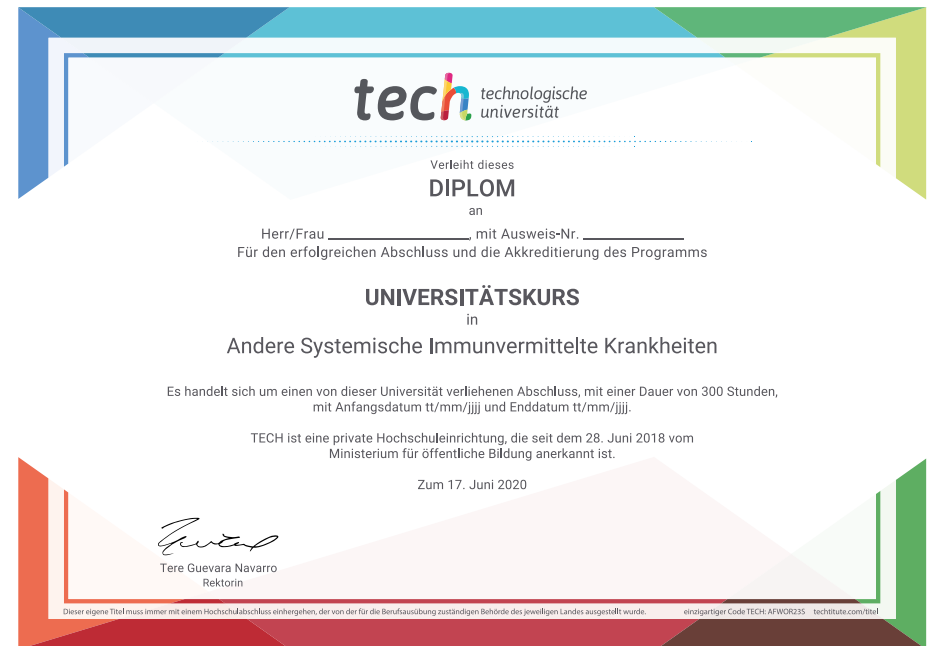 tech technologische
universität
Verleiht dieses
DIPLOM
an
Herr/Frau ____________________, mit Ausweis-Nr. ______________
Für den erfolgreichen Abschluss und die Akkreditierung des Programms
UNIVERSITÄTSKURS
in
Andere Systemische Immunvermittelte Krankheiten
Es handelt sich um einen von dieser Universität verliehenen Abschluss, mit einer Dauer von 300 Stunden,
mit Anfangsdatum tt/mm/jjjj und Enddatum tt/mm/jjjj.
TECH ist eine private Hochschuleinrichtung, die seit dem 28. Juni 2018 vom
Ministerium für öffentliche Bildung anerkannt ist.
Zum 17. Juni 2020
Tere Guevara Navarro
Rektorin
Dieser eigene Titel muss immer mit einem Hochschulabschluss einhergehen, der von der für die Berufsausübung zuständigen Behörde des jeweiligen Landes ausgestellt wurde. einzigartiger Code TECH: AFWOR23S techtitute.com/titel